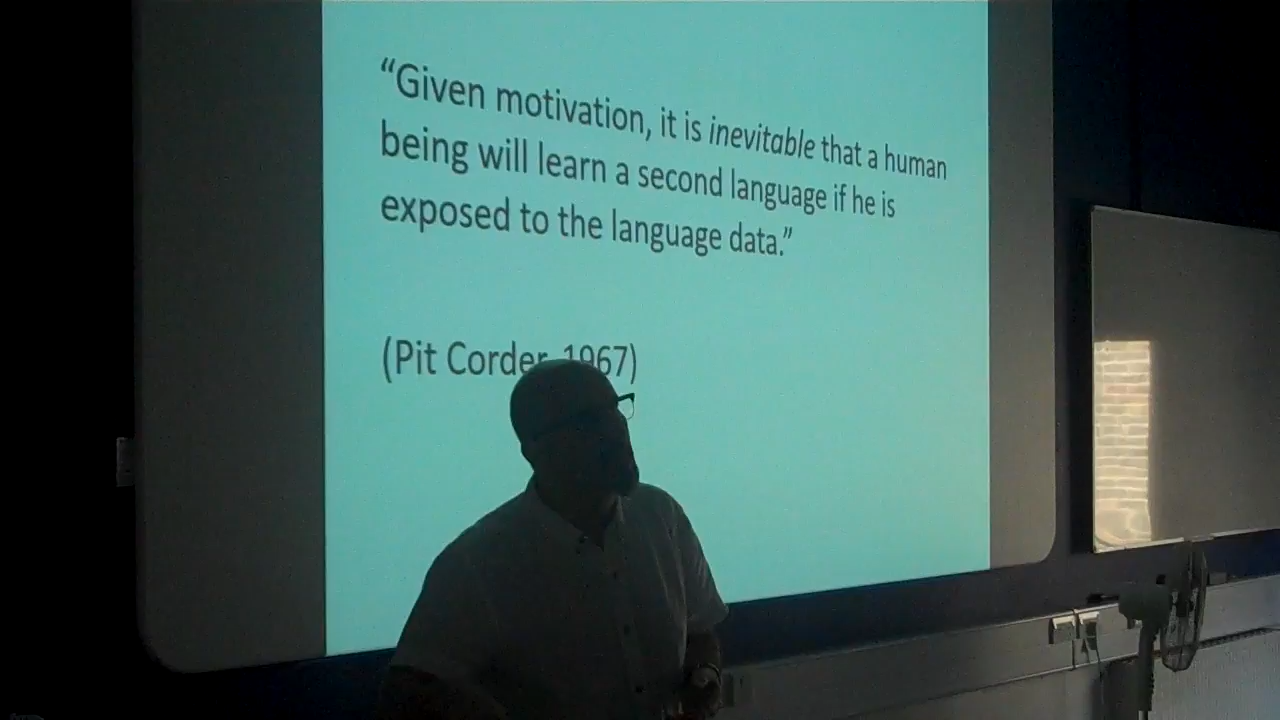 “Given motivation, it is inevitable that a human
being will learn a second language if he is
exposed to the language data.”
(Pit Corder, 1967)